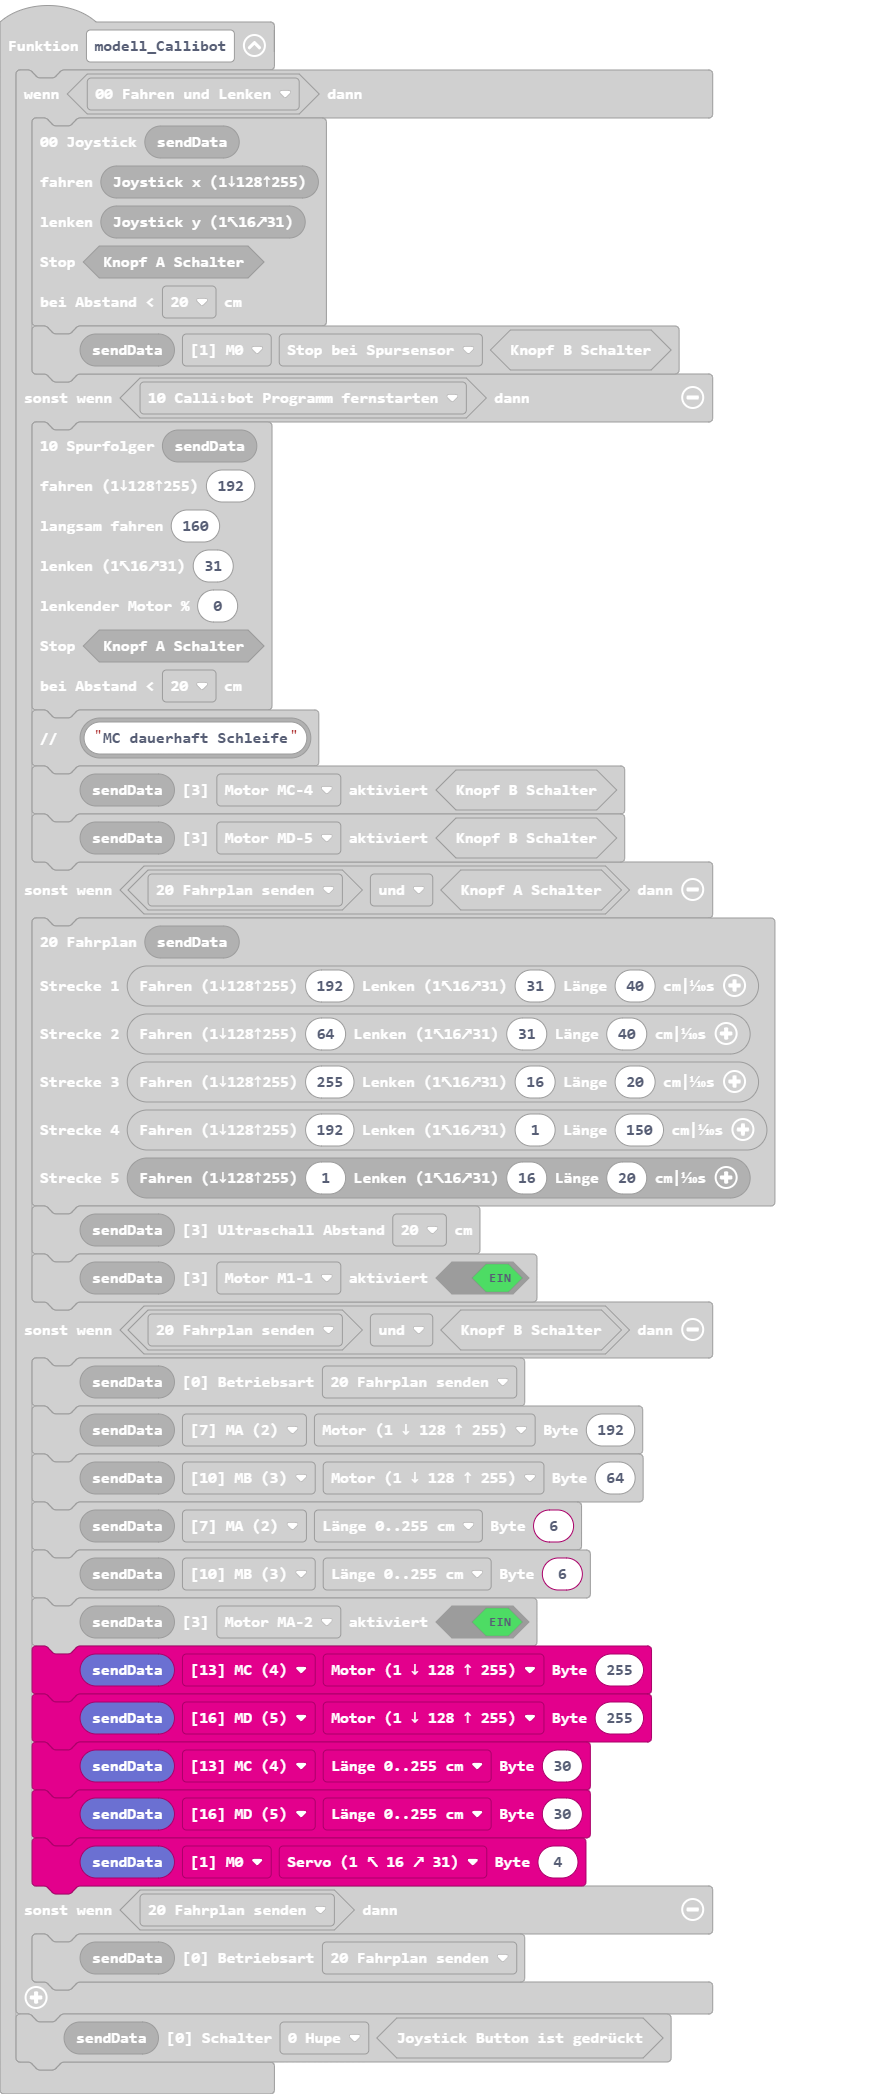 Funktion modell_Callibot
wenn 00 Fahren und Lenken dann
00 Joystick sendData
fahren Joystick x (1↓128↑255)
lenken Joystick y (1↖16↗31)
Stop Knopf A Schalter
bei Abstand < 20 cm
sendData [1] M0 Stop bei Spursensor Knopf B Schalter
sonst wenn 10 Calli:bot Programm fernstarten dann
10 Spurfolger sendData
fahren (1↓128↑255) 192
langsam fahren 160
lenken (1↖16↗31) 31
lenkender Motor % 0
Stop Knopf A Schalter
bei Abstand < 20 cm
// "MC dauerhaft Schleife"
sendData [3] Motor MC-4 aktiviert Knopf B Schalter
sendData [3] Motor MD-5 aktiviert Knopf B Schalter
sonst wenn 20 Fahrplan senden und Knopf A Schalter dann
20 Fahrplan sendData
Strecke 1 Fahren (1↓128↑255) 192 Lenken (1↖16↗31) 31 Länge 40 cm|⅒s
Strecke 2 Fahren (1↓128↑255) 64 Lenken (1↖16↗31) 31 Länge 40 cm|⅒s
Strecke 3 Fahren (1↓128↑255) 255 Lenken (1↖16↗31) 16 Länge 20 cm|⅒s
Strecke 4 Fahren (1↓128↑255) 192 Lenken (1↖16↗31) 1 Länge 150 cm|⅒s
Strecke 5 Fahren (1↓128↑255) 1 Lenken (1↖16↗31) 16 Länge 20 cm|⅒s
sendData [3] Ultraschall Abstand 20 cm
sendData [3] Motor M1-1 aktiviert EIN
sonst wenn 20 Fahrplan senden und Knopf B Schalter dann
sendData [0] Betriebsart 20 Fahrplan senden
sendData [7] MA (2) Motor (1 ↓ 128 ↑ 255) Byte 192
sendData [10] MB (3) Motor (1 ↓ 128 ↑ 255) Byte 64
sendData [7] MA (2) Länge 0..255 cm Byte 6
sendData [10] MB (3) Länge 0..255 cm Byte 6
sendData [3] Motor MA-2 aktiviert EIN
sendData [13] MC (4) Motor (1 ↓ 128 ↑ 255) Byte 255
sendData [16] MD (5) Motor (1 ↓ 128 ↑ 255) Byte 255
sendData [13] MC (4) Länge 0..255 cm Byte 30
sendData [16] MD (5) Länge 0..255 cm Byte 30
sendData [1] M0 Servo (1 ↖ 16 ↗ 31) Byte 4
sonst wenn 20 Fahrplan senden dann
sendData [0] Betriebsart 20 Fahrplan senden
sendData [0] Schalter 0 Hupe Joystick Button ist gedrückt